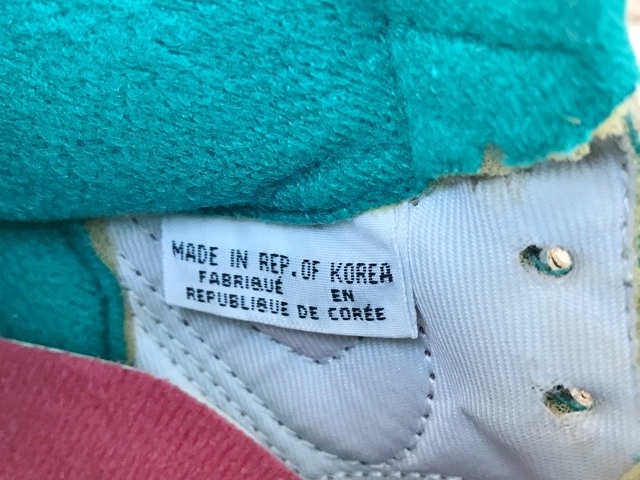 MADE IN REP. OF KOREA
FABRIQUÉ EN
REPUBLIQUE DE CORÉE